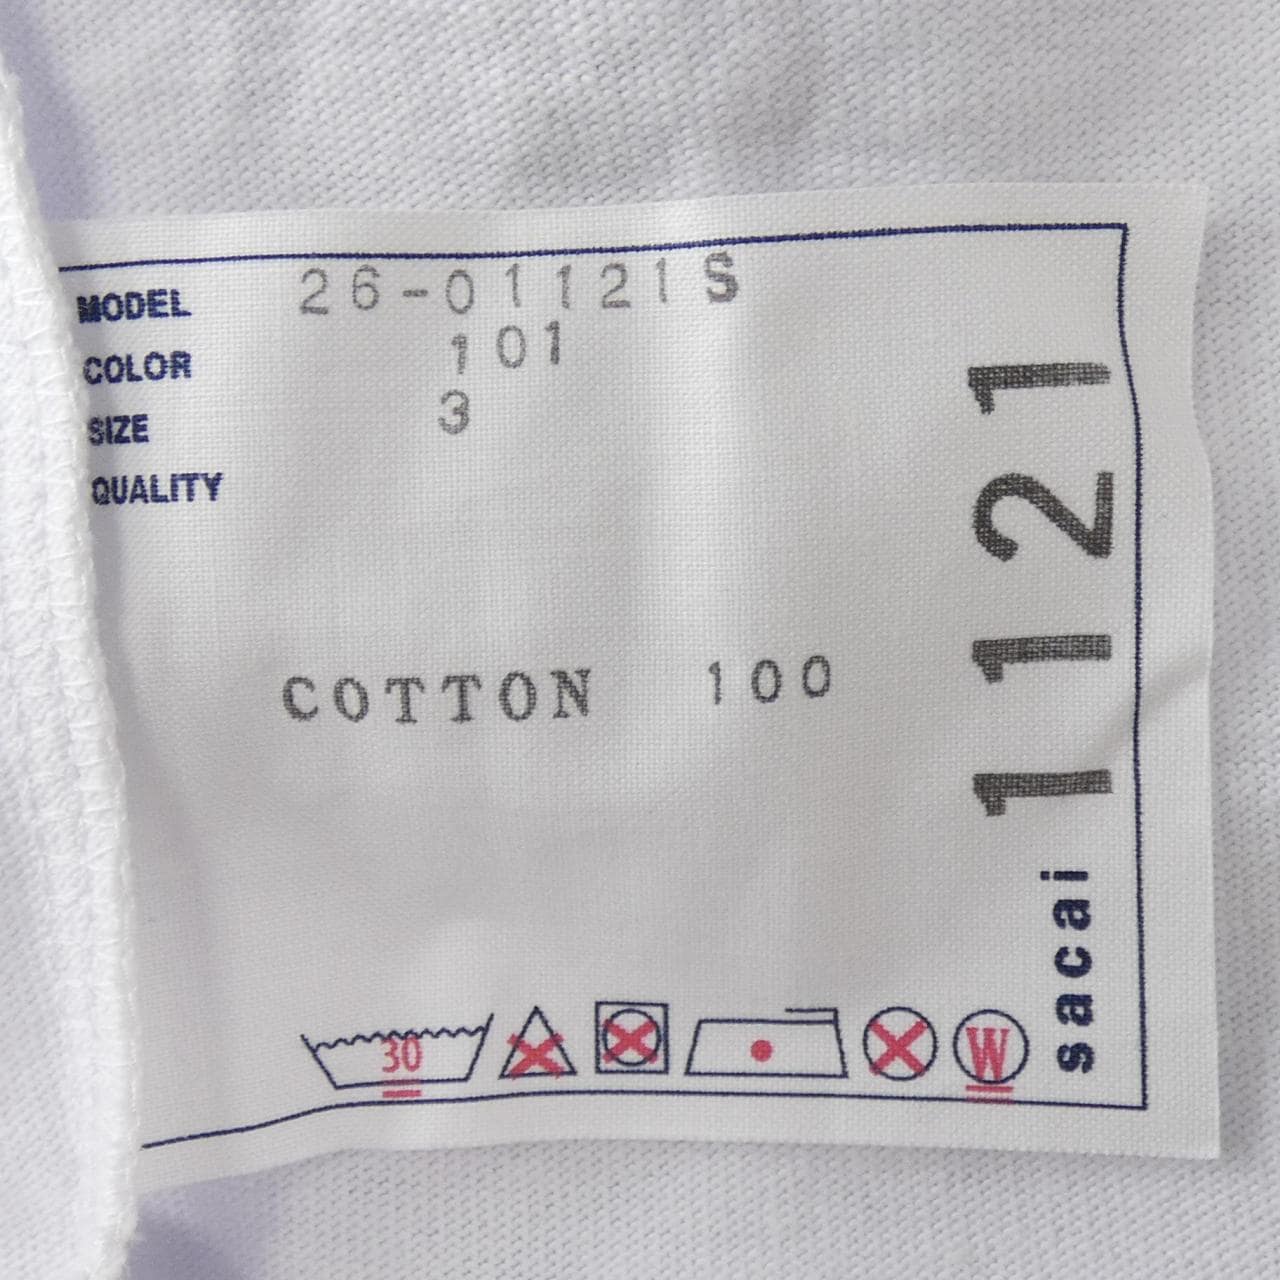 MODEL 26-01121S
COLOR 101
SIZE 3
QUALITY
COTTON 100
30
W
sacai 1121